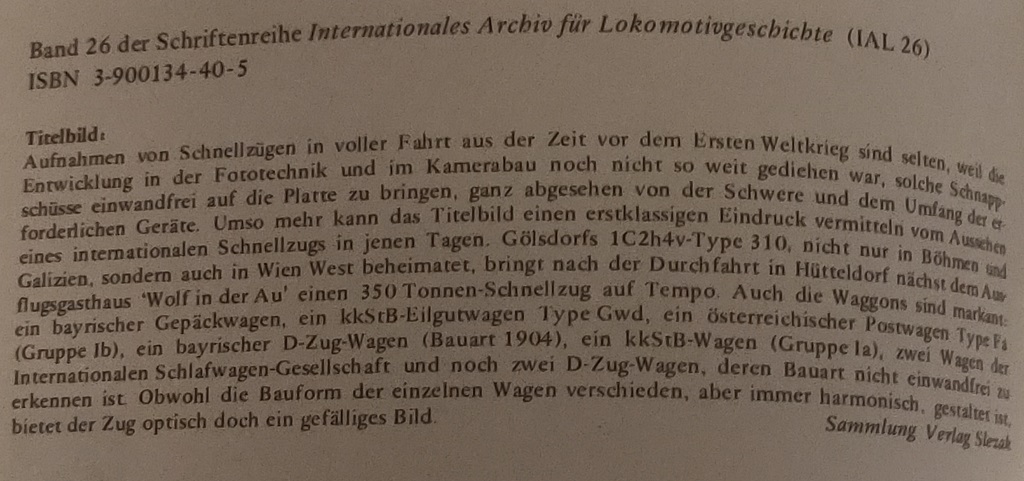 Band 26 der Schriftenreihe Internationales Archiv für Lokomotivgeschichte (IAL 26)
ISBN 3-900134-40-5
Titelbild:
Aufnahmen von Schnellzügen in voller Fahrt aus der Zeit vor dem Ersten Weltkrieg sind selten, weil die
Entwicklung in der Fototechnik und im Kamerabau noch nicht so weit gediehen war, solche Schnapp-
schüsse einwandfrei auf die Platte zu bringen, ganz abgesehen von der Schwere und dem Umfang der er-
forderlichen Geräte. Umso mehr kann das Titelbild einen erstklassigen Eindruck vermitteln vom Aussehen
eines internationalen Schnellzugs in jenen Tagen. Gölsdorfs 1C2h4v-Type 310, nicht nur in Böhmen und
Galizien, sondern auch in Wien West beheimatet, bringt nach der Durchfahrt in Hütteldorf nächst dem Aus-
flugsgasthaus 'Wolf in der Au' einen 350 Tonnen-Schnellzug auf Tempo. Auch die Waggons sind markant:
ein bayrischer Gepäckwagen, ein kkStB-Eilgutwagen Type Gwd, ein österreichischer Postwagen Type Fa
(Gruppe Ib), ein bayrischer D-Zug-Wagen (Bauart 1904), ein kkStB-Wagen (Gruppe Ia), zwei Wagen der
Internationalen Schlafwagen-Gesellschaft und noch zwei D-Zug-Wagen, deren Bauart nicht einwandfrei zu
erkennen ist. Obwohl die Bauform der einzelnen Wagen verschieden, aber immer harmonisch, gestaltet ist,
bietet der Zug optisch doch ein gefälliges Bild.
Sammlung Verlag Slezak